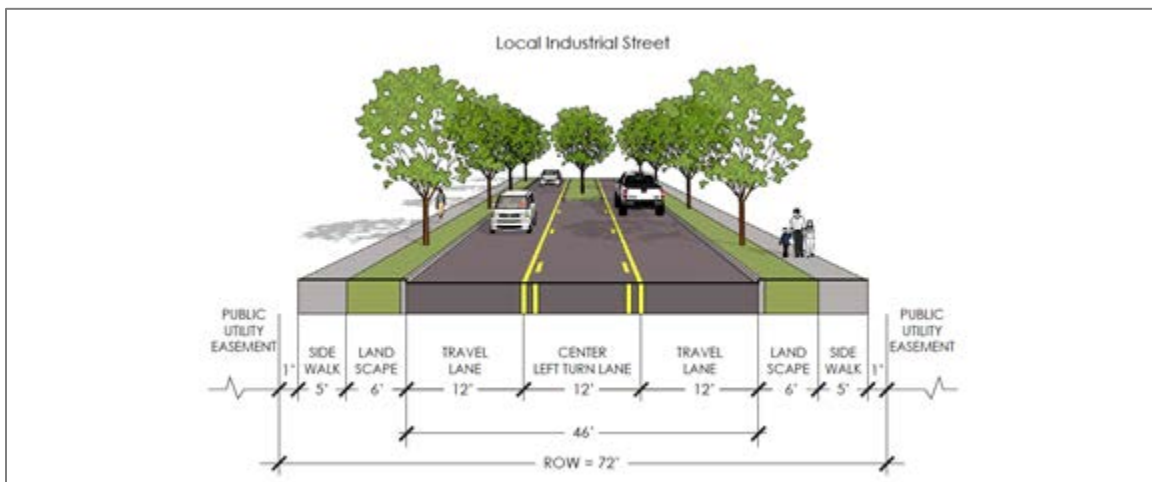 Local Industrial Street
PUBLIC
UTILITY
EASEMENT
1'
SIDE
WALK
5'
LAND
SCAPE
6'
TRAVEL
LANE
12'
CENTER
LEFT TURN LANE
12'
TRAVEL
LANE
12'
LAND
SCAPE
6'
SIDE
WALK
5'
1'
PUBLIC
UTILITY
EASEMENT
46'
ROW = 72'